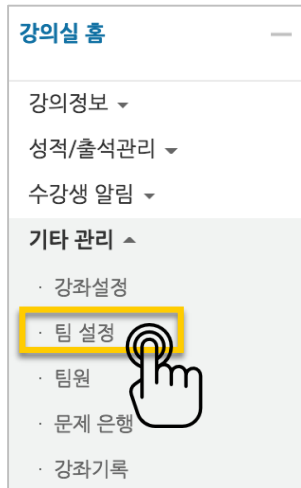 강의실 홈
강의정보
성적/출석관리
수강생 알림
기타 관리
· 강좌설정
· 팀 설정
· 팀원
· 문제 은행
· 강좌기록